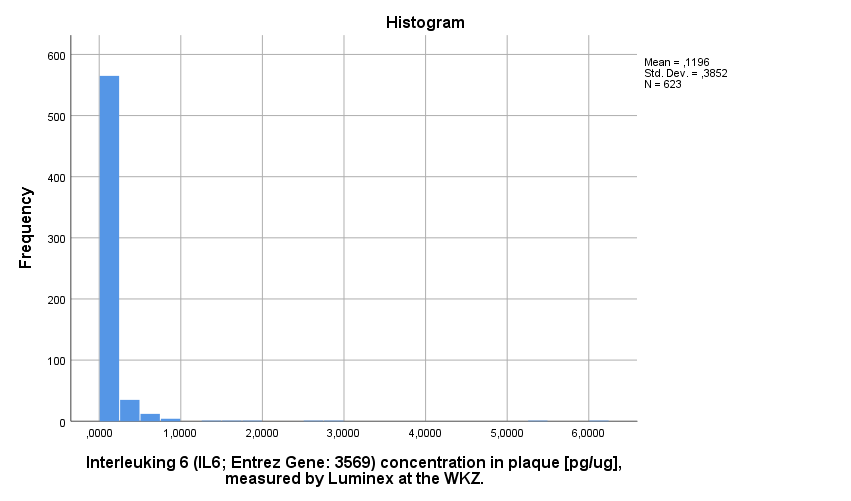 Histogram
600
500
400
300
200
100
0
Frequency
,0000
1,0000
2,0000
3,0000
4,0000
5,0000
6,0000
Interleuking 6 (IL6; Entrez Gene: 3569) concentration in plaque [pg/ug],
measured by Luminex at the WKZ.
Mean = ,1196
Std. Dev. = ,3852
N = 623